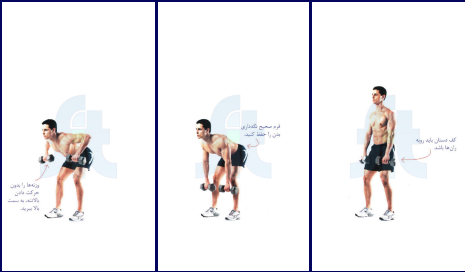 وزنه‌ها را بدون
حرکت دادن
بالاتنه، به سمت
بالا ببرید.
فرم صحیح نگهداری
بدن را حفظ کنید.
کف دستتان باید روبه
ران‌ها باشد.